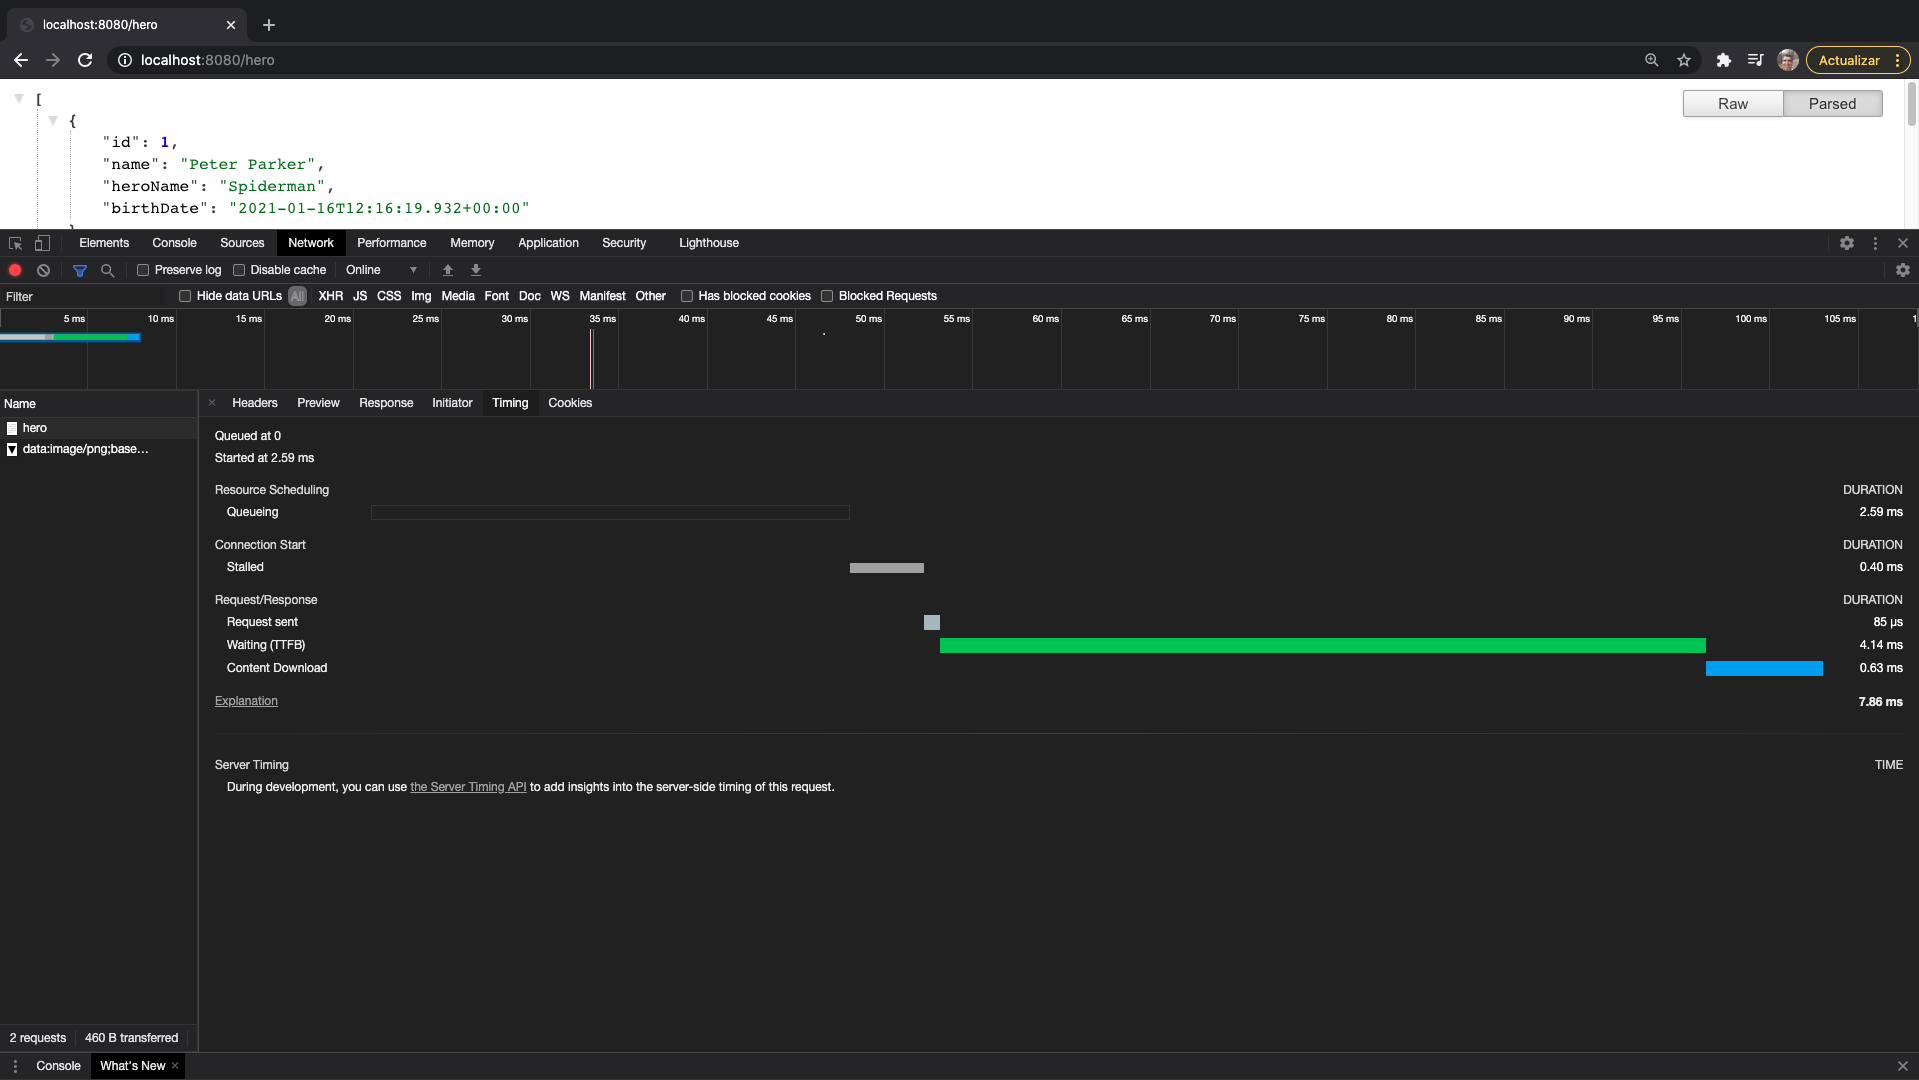 localhost:8080/hero
localhost:8080/hero
Actualizar
[
Raw Parsed
{
"id": 1,
"name": "Peter Parker",
"heroName": "Spiderman",
"birthDate": "2021-01-16T12:16:19.932+00:00"
Elements Console Sources Network Performance Memory Application Security Lighthouse
Preserve log Disable cache Online
Filter Hide data URLs All XHR JS CSS Img Media Font Doc WS Manifest Other Has blocked cookies Blocked Requests
5 ms 10 ms 15 ms 20 ms 25 ms 30 ms 35 ms 40 ms 45 ms 50 ms 55 ms 60 ms 65 ms 70 ms 75 ms 80 ms 85 ms 90 ms 95 ms 100 ms 105 ms 1
Name
Headers Preview Response Initiator Timing Cookies
hero
data:image/png;base…
Queued at 0
Started at 2.59 ms
Resource Scheduling DURATION
Queueing 2.59 ms
Connection Start DURATION
Stalled 0.40 ms
Request/Response DURATION
Request sent 85 µs
Waiting (TTFB) 4.14 ms
Content Download 0.63 ms
Explanation 7.86 ms
Server Timing TIME
During development, you can use the Server Timing API to add insights into the server-side timing of this request.
2 requests 460 B transferred
Console What's New